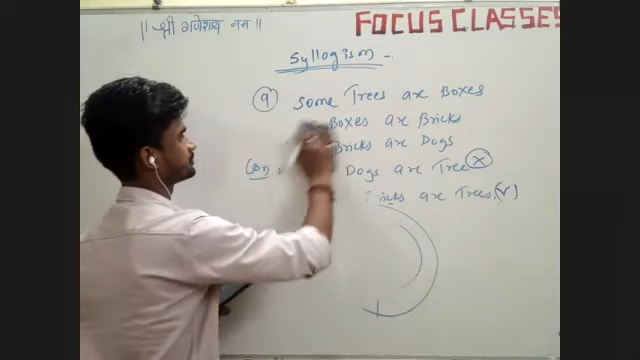 || श्री गणेशाय नमः ||
FOCUS CLASSES
Syllogism -
9 Some Trees are Boxes
Boxes are Bricks
Bricks are Dogs
Con : Dogs are Tree (X)
Bricks are Trees. (√)